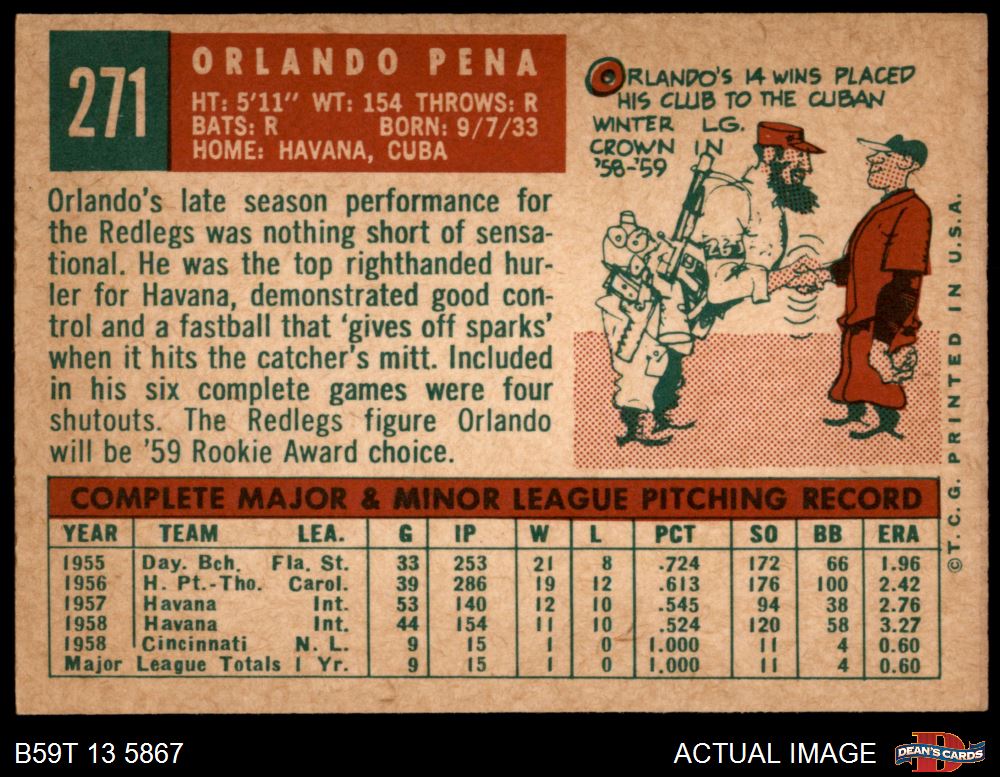 271
ORLANDO PENA
HT: 5'11" WT: 154 THROWS: R
BATS: R BORN: 9/7/33
HOME: HAVANA, CUBA
ORLANDO'S 14 WINS PLACED
HIS CLUB TO THE CUBAN
WINTER LG.
CROWN IN
'58-'59
Orlando's late season performance for
the Redlegs was nothing short of sensa-
tional. He was the top righthanded hur-
ler for Havana, demonstrated good con-
trol and a fastball that 'gives off sparks'
when it hits the catcher's mitt. Included
in his six complete games were four
shutouts. The Redlegs figure Orlando
will be '59 Rookie Award choice.
COMPLETE MAJOR & MINOR LEAGUE PITCHING RECORD
YEAR TEAM LEA. G IP W L PCT SO BB ERA
1955 Day. Bch. Fla. St. 33 253 21 8 .724 172 66 1.96
1956 H. Pt.-Tho. Carol. 39 286 19 12 .613 176 100 2.42
1957 Havana Int. 53 140 12 10 .545 94 38 2.76
1958 Havana Int. 44 154 11 10 .524 120 58 3.27
1958 Cincinnati N. L. 9 15 1 0 1.000 11 4 0.60
Major League Totals 1 Yr. 9 15 1 0 1.000 11 4 0.60
© T. C. G. PRINTED IN U.S.A.
B59T 13 5867
ACTUAL IMAGE
DEAN'S CARDS